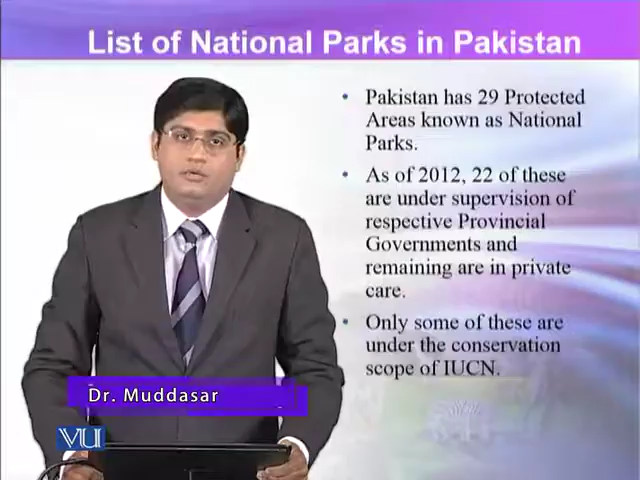 List of National Parks in Pakistan
• Pakistan has 29 Protected
Areas known as National
Parks.
• As of 2012, 22 of these
are under supervision of
respective Provincial
Governments and
remaining are in private
care.
• Only some of these are
under the conservation
scope of IUCN.
Dr. Muddasar
VU